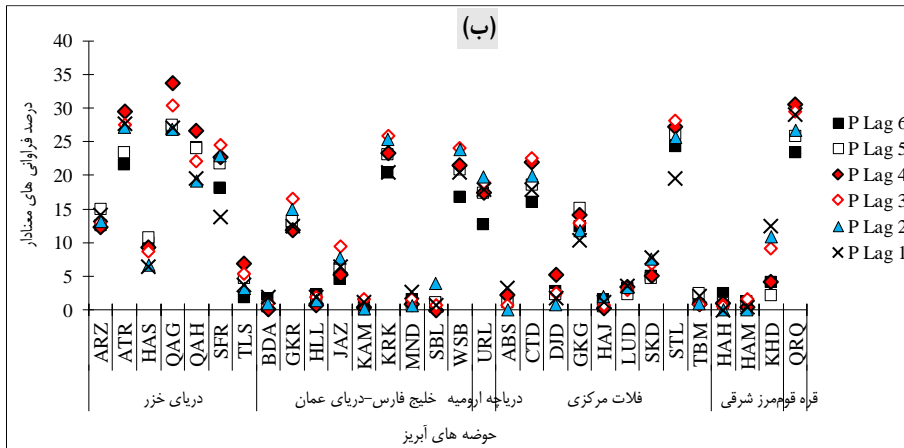 (ب)
درصد فراوانی های معنادار
40
35
30
25
20
15
10
5
0
P Lag 6
P Lag 5
P Lag 4
P Lag 3
P Lag 2
P Lag 1
ARZ ATR HAS QAG QAH SFR TLS BDA GKR HLL JAZ KAM KRK MND SBL WSB URL ABS CTD DJD GKG HAJ LUD SKD STL TBM HAH HAM KHD QRQ
دریای خزر
خلیج فارس-دریای عمان
دریاچه ارومیه
فلات مرکزی
مرز شرقی
قره قوم
حوضه های آبریز